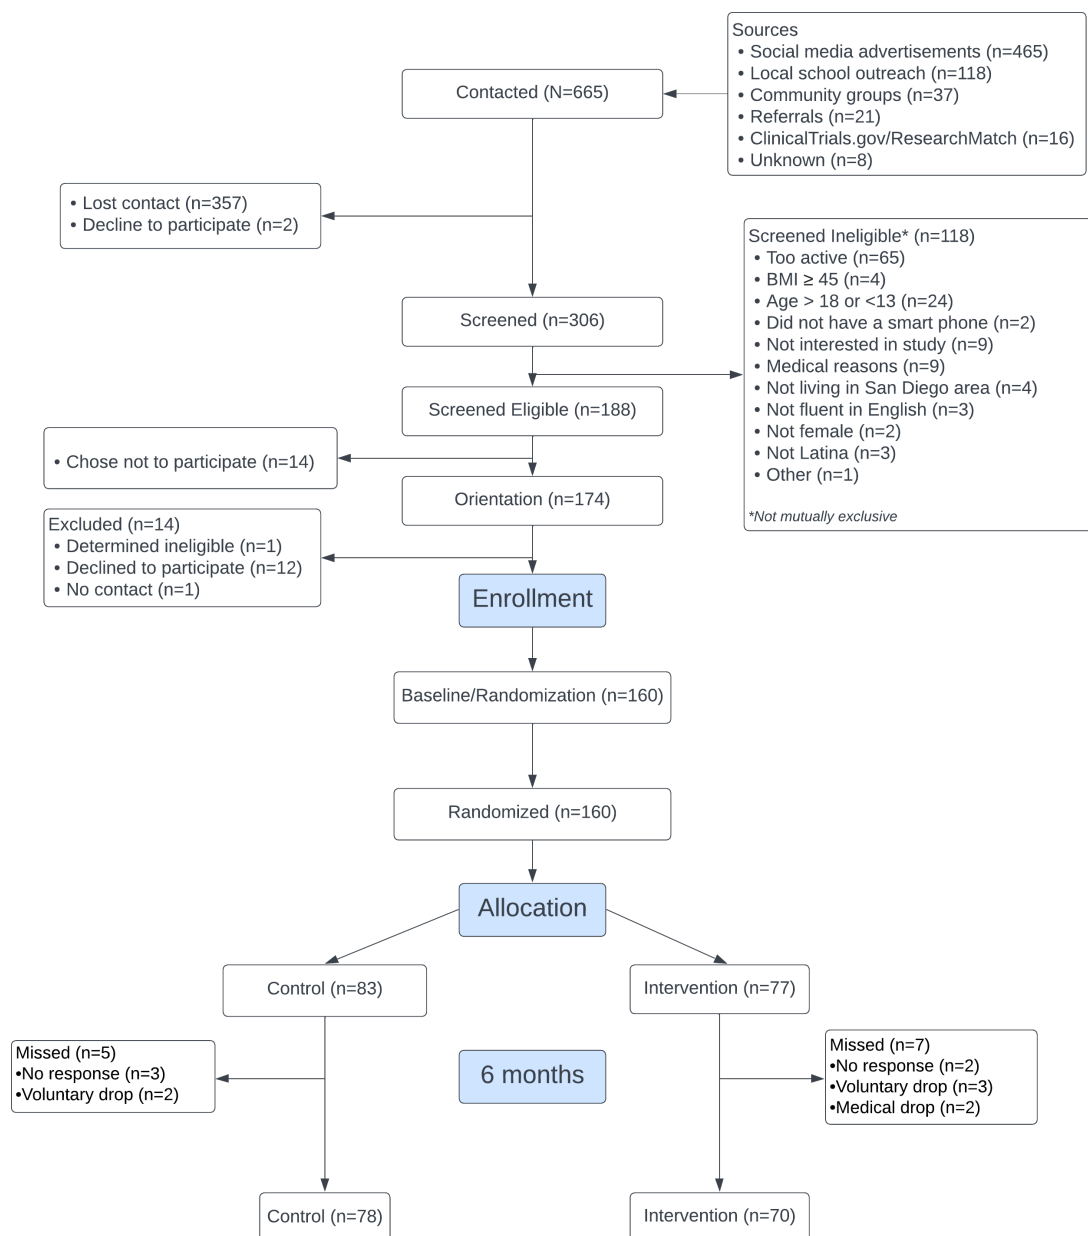 Sources
• Social media advertisements (n=465)
• Local school outreach (n=118)
• Community groups (n=37)
• Referrals (n=21)
• ClinicalTrials.gov/ResearchMatch (n=16)
• Unknown (n=8)
Contacted (N=665)
• Lost contact (n=357)
• Decline to participate (n=2)
Screened Ineligible* (n=118)
• Too active (n=65)
• BMI ≥ 45 (n=4)
• Age > 18 or <13 (n=24)
• Did not have a smart phone (n=2)
• Not interested in study (n=9)
• Medical reasons (n=9)
• Not living in San Diego area (n=4)
• Not fluent in English (n=3)
• Not female (n=2)
• Not Latina (n=3)
• Other (n=1)
*Not mutually exclusive
Screened (n=306)
Screened Eligible (n=188)
• Chose not to participate (n=14)
Orientation (n=174)
Excluded (n=14)
• Determined ineligible (n=1)
• Declined to participate (n=12)
• No contact (n=1)
Enrollment
Baseline/Randomization (n=160)
Randomized (n=160)
Allocation
Control (n=83)
Intervention (n=77)
Missed (n=5)
•No response (n=3)
•Voluntary drop (n=2)
6 months
Missed (n=7)
•No response (n=2)
•Voluntary drop (n=3)
•Medical drop (n=2)
Control (n=78)
Intervention (n=70)